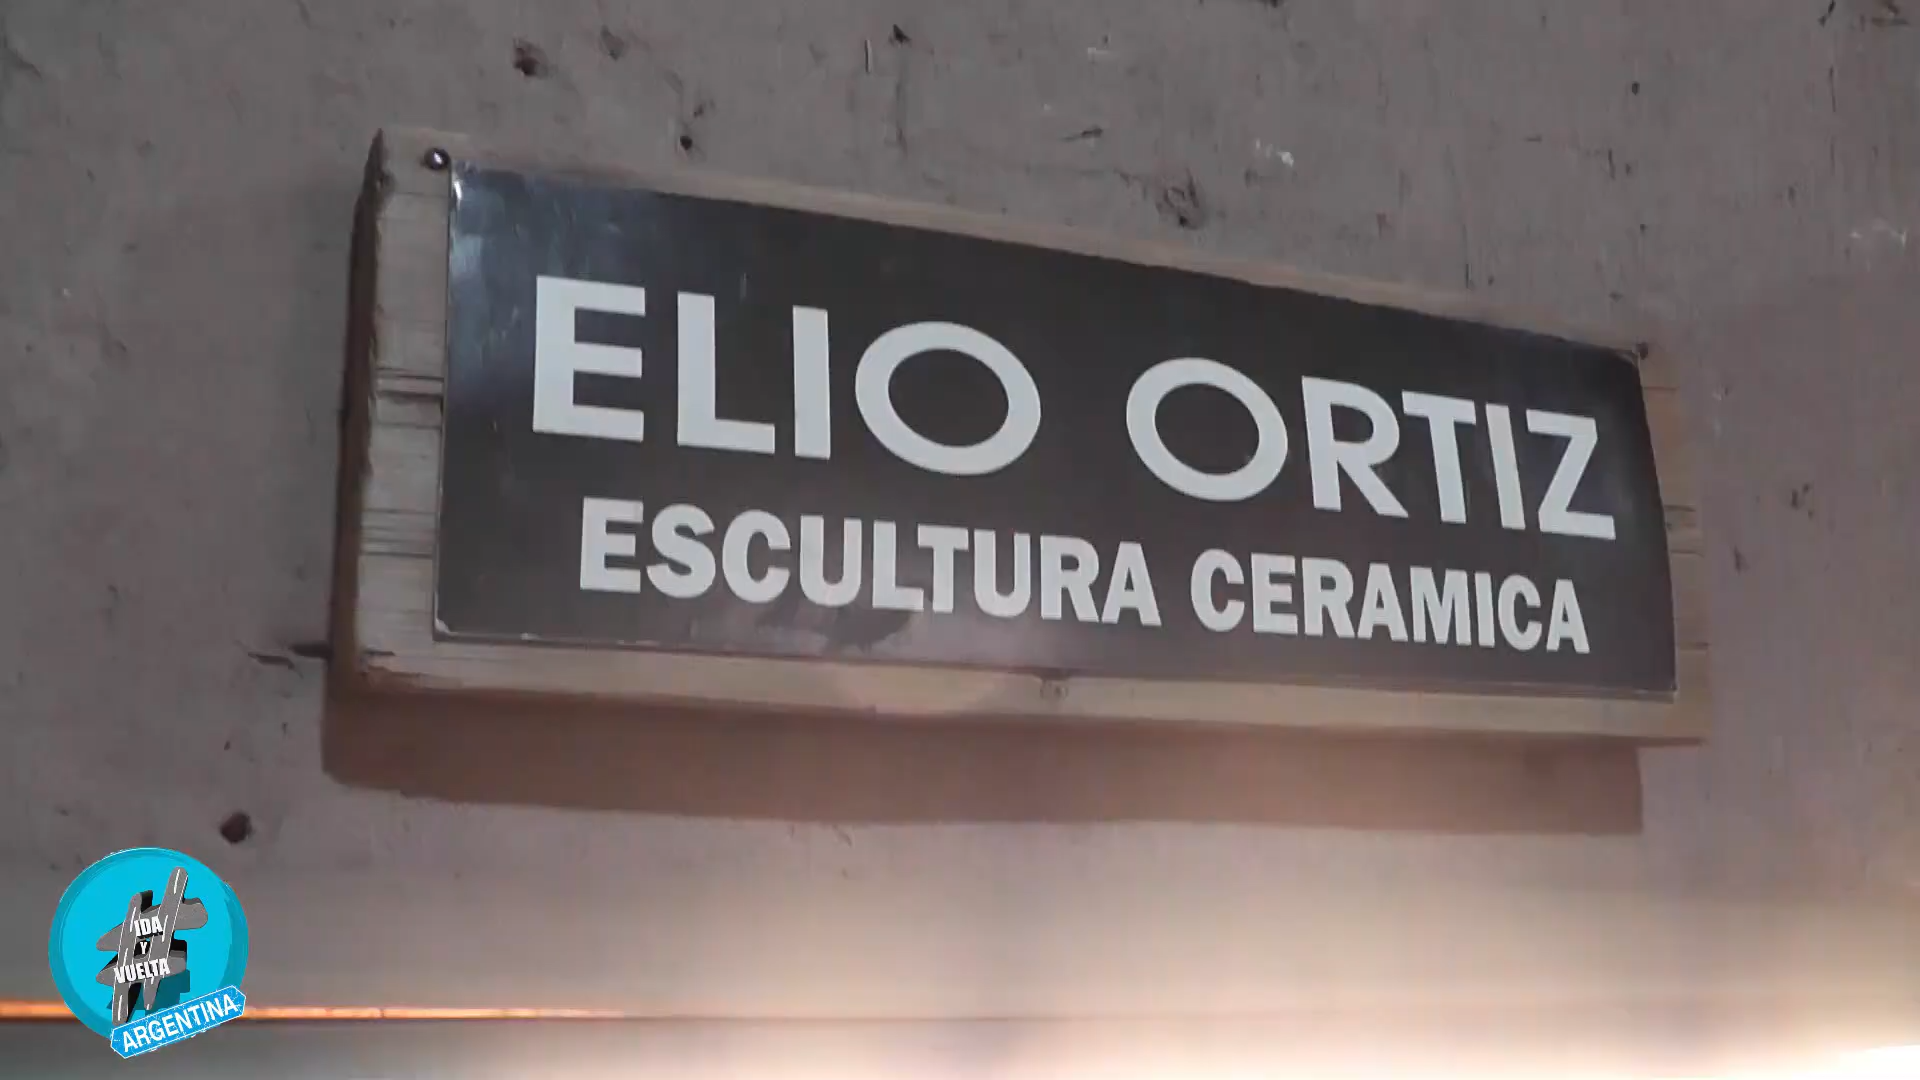 ELIO ORTIZ
ESCULTURA CERAMICA
IDA
Y
VUELTA
ARGENTINA